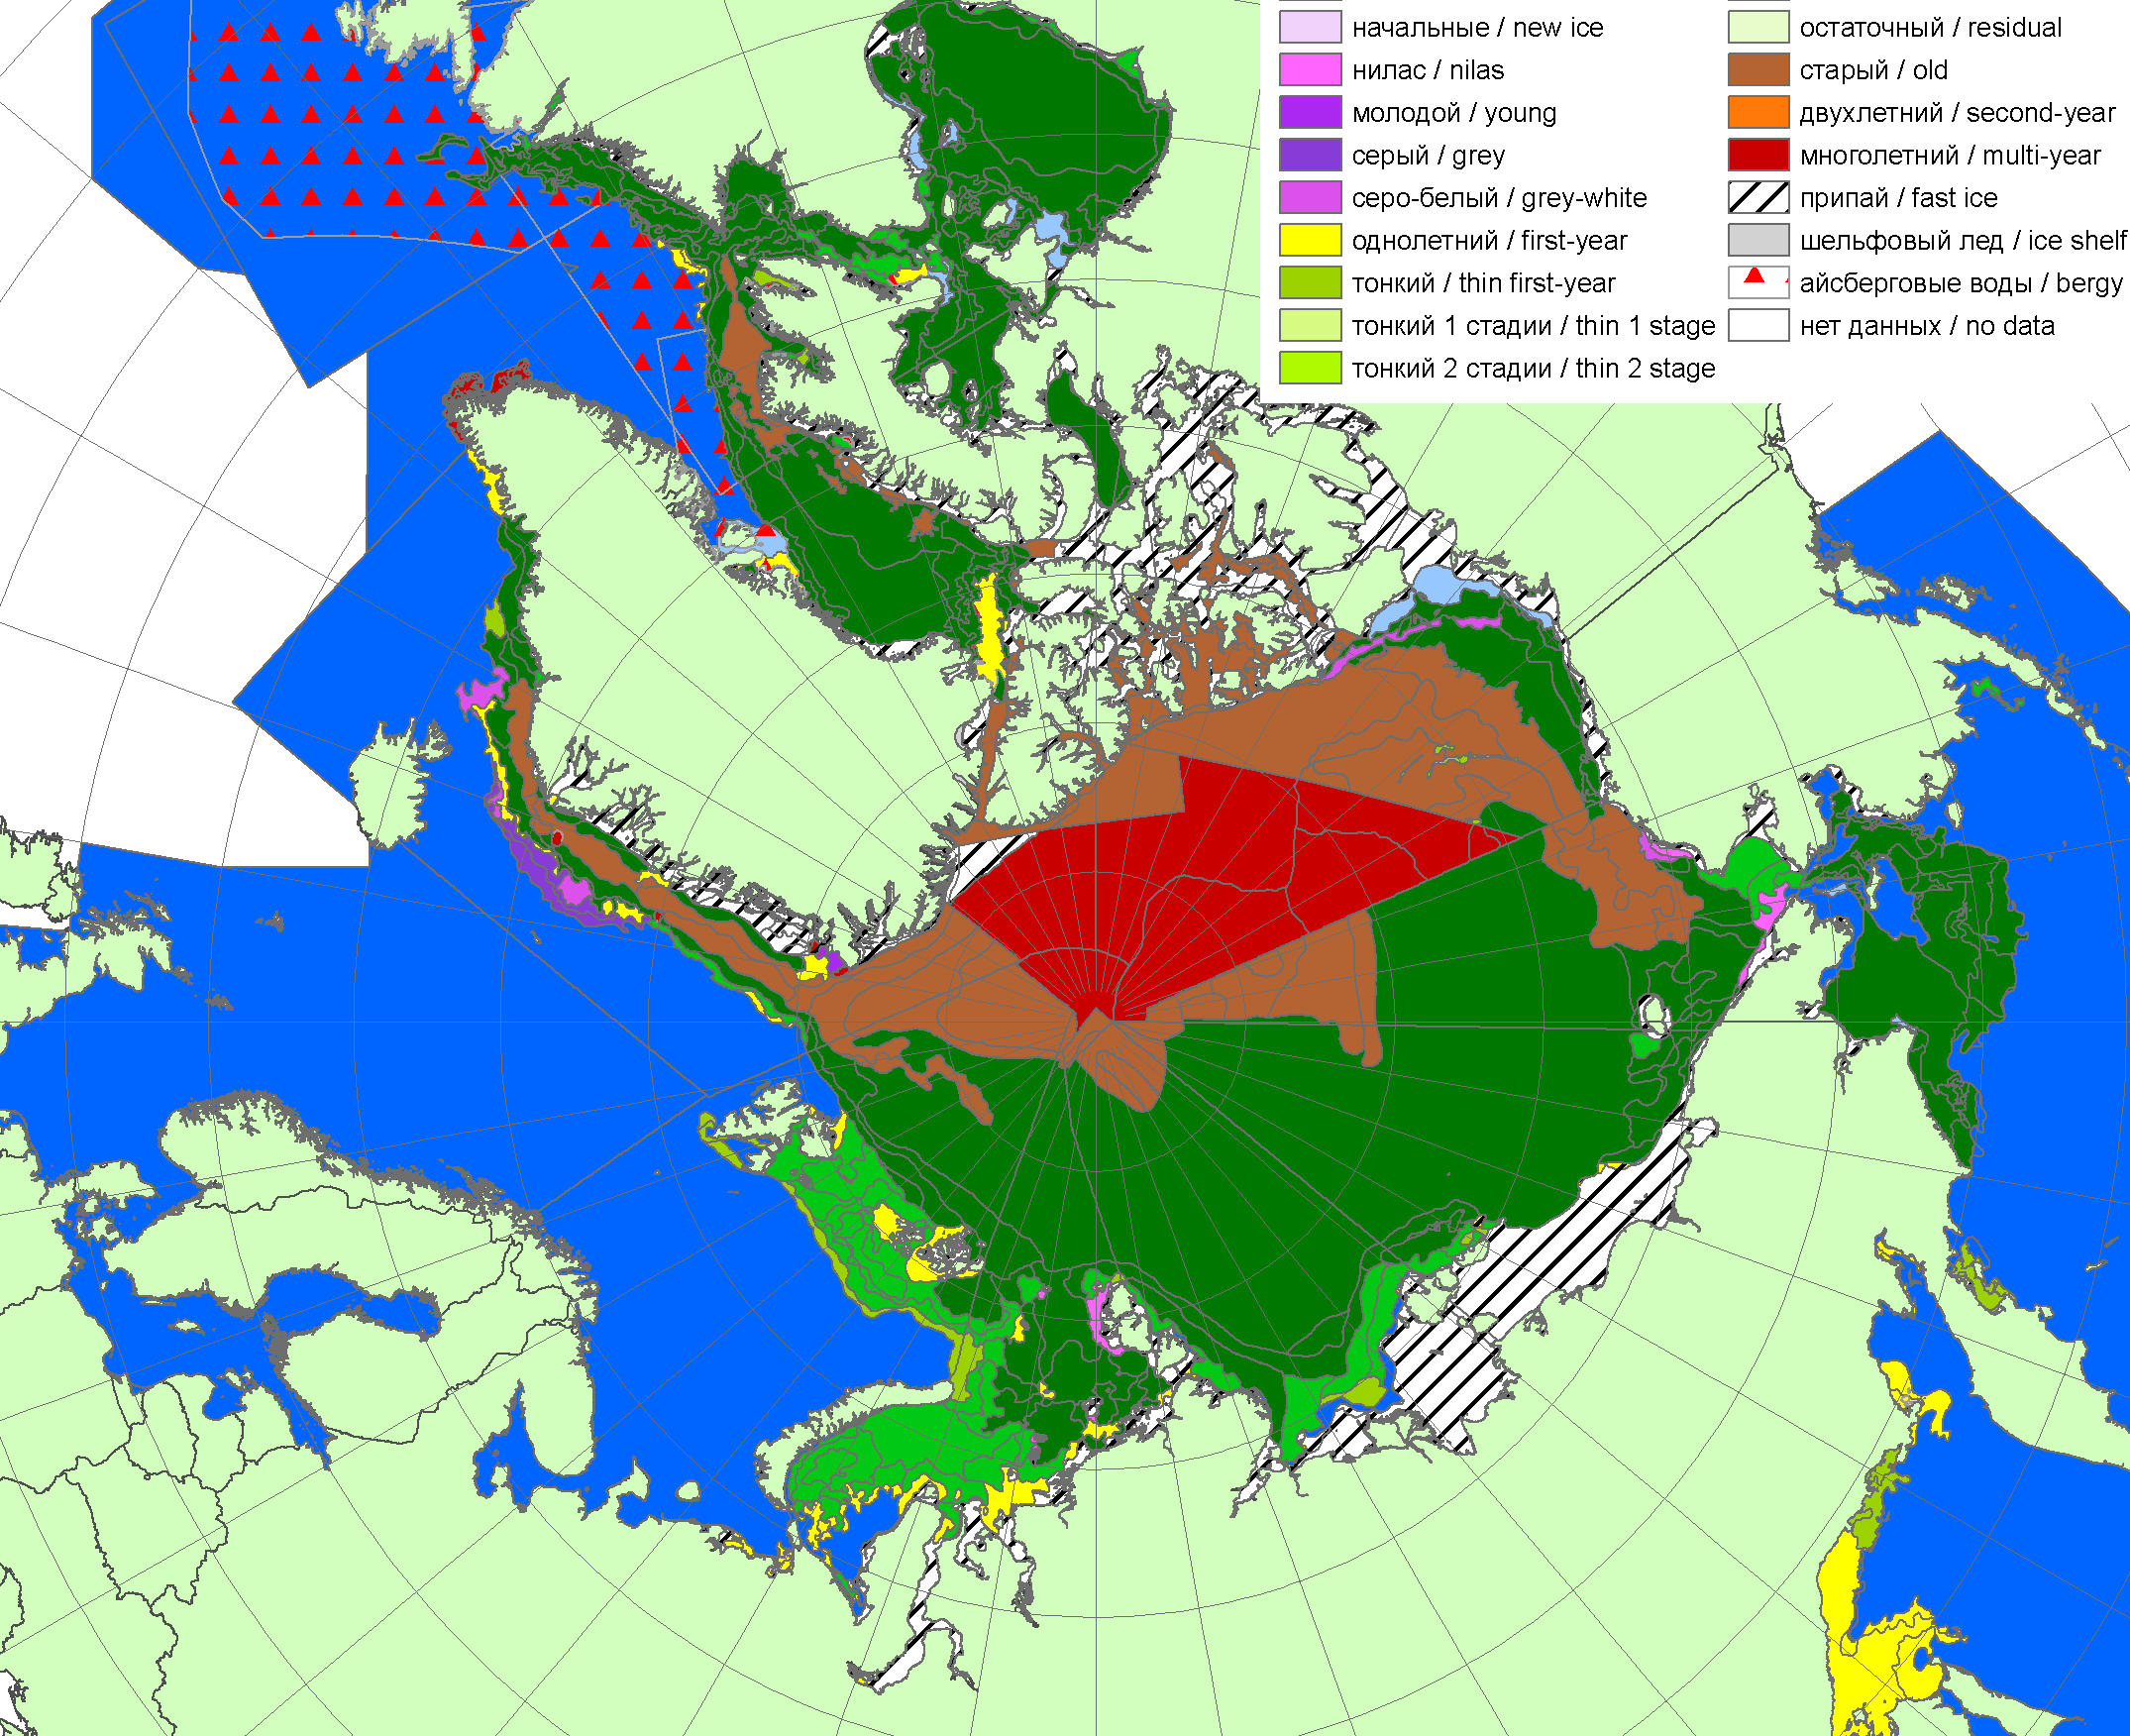 начальные / new ice
нилас / nilas
молодой / young
серый / grey
серо-белый / grey-white
однолетний / first-year
тонкий / thin first-year
тонкий 1 стадии / thin 1 stage
тонкий 2 стадии / thin 2 stage
остаточный / residual
старый / old
двухлетний / second-year
многолетний / multi-year
припай / fast ice
шельфовый лед / ice shelf
айсберговые воды / bergy
нет данных / no data